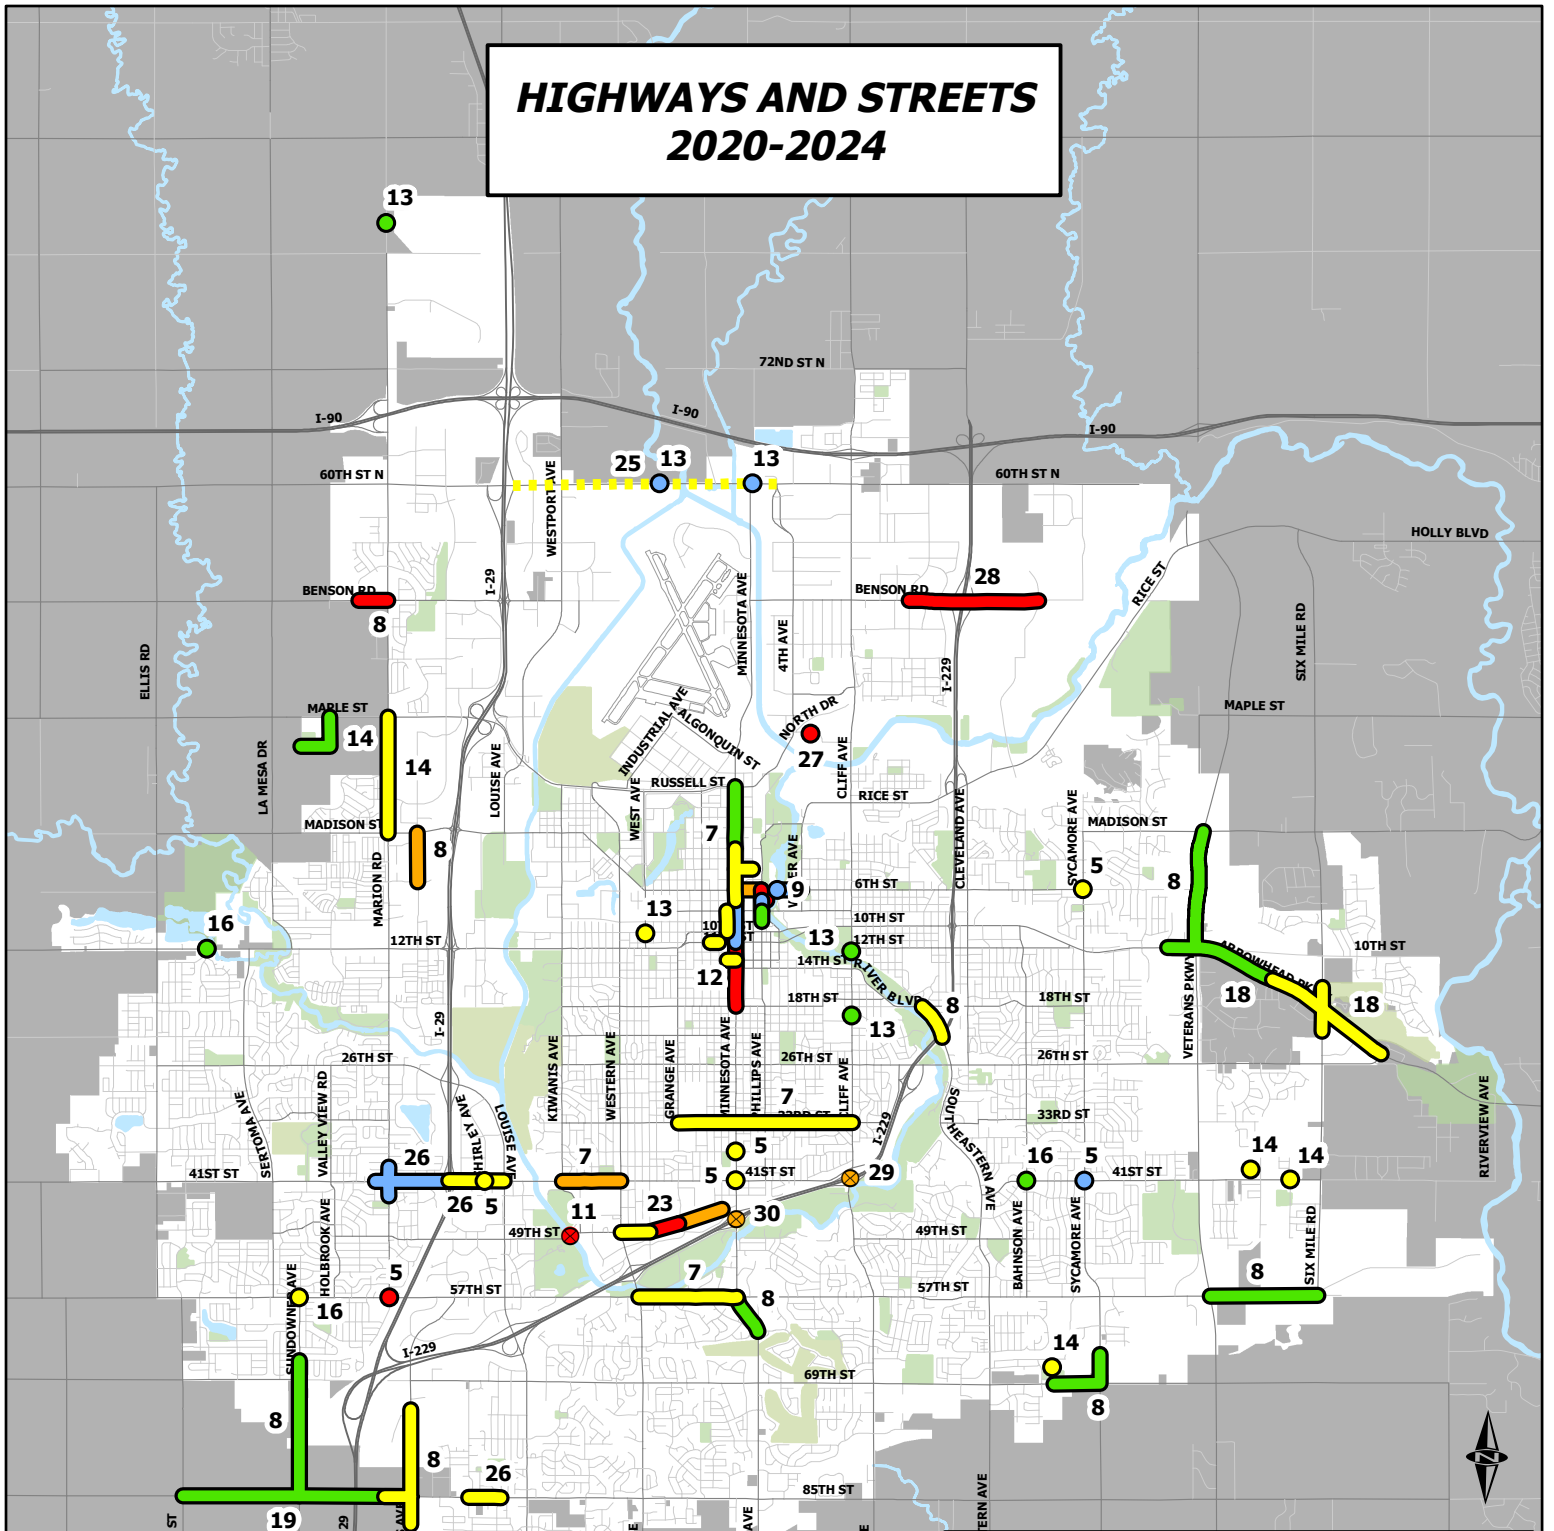 HIGHWAYS AND STREETS
2020-2024
13
72ND ST N
I-90
I-90
I-90
25
13
13
60TH ST N
60TH ST N
WESTPORT AVE
HOLLY BLVD
I-29
BENSON RD
8
BENSON RD
28
RICE ST
MINNESOTA AVE
4TH AVE
I-229
SIX MILE RD
ELLIS RD
MAPLE ST
14
14
MAPLE ST
LA MESA DR
LOUISE AVE
INDUSTRIAL AVE
ALGONQUIN ST
NORTH DR
27
CLIFF AVE
RUSSELL ST
RICE ST
WEST AVE
CLEVELAND AVE
SYCAMORE AVE
MADISON ST
MADISON ST
7
8
MARION RD
5
8
9
6TH ST
16
13
10TH ST
12TH ST
13
12TH ST
10TH ST
14TH ST
RIVER BLVD
12
ARROWHEAD PKWY
VETERANS PKWY
18
18
18TH ST
18TH ST
8
13
I-29
26TH ST
26TH ST
26TH ST
SERTOMA AVE
VALLEY VIEW RD
SHIRLEY AVE
LOUISE AVE
KIWANIS AVE
WESTERN AVE
GRANGE AVE
MINNESOTA AVE
PHILLIPS AVE
CLIFF AVE
7
33RD ST
33RD ST
I-229
SOUTHEASTERN AVE
RIVERVIEW AVE
41ST ST
26
26
5
7
5
5
41ST ST
29
16
5
41ST ST
14
14
11
49TH ST
23
30
49TH ST
HOLBROOK AVE
BAHNSON AVE
SYCAMORE AVE
SIX MILE RD
SUNDOWNER AVE
16
5
57TH ST
7
8
57TH ST
8
I-229
69TH ST
14
8
8
8
26
85TH ST
19
N